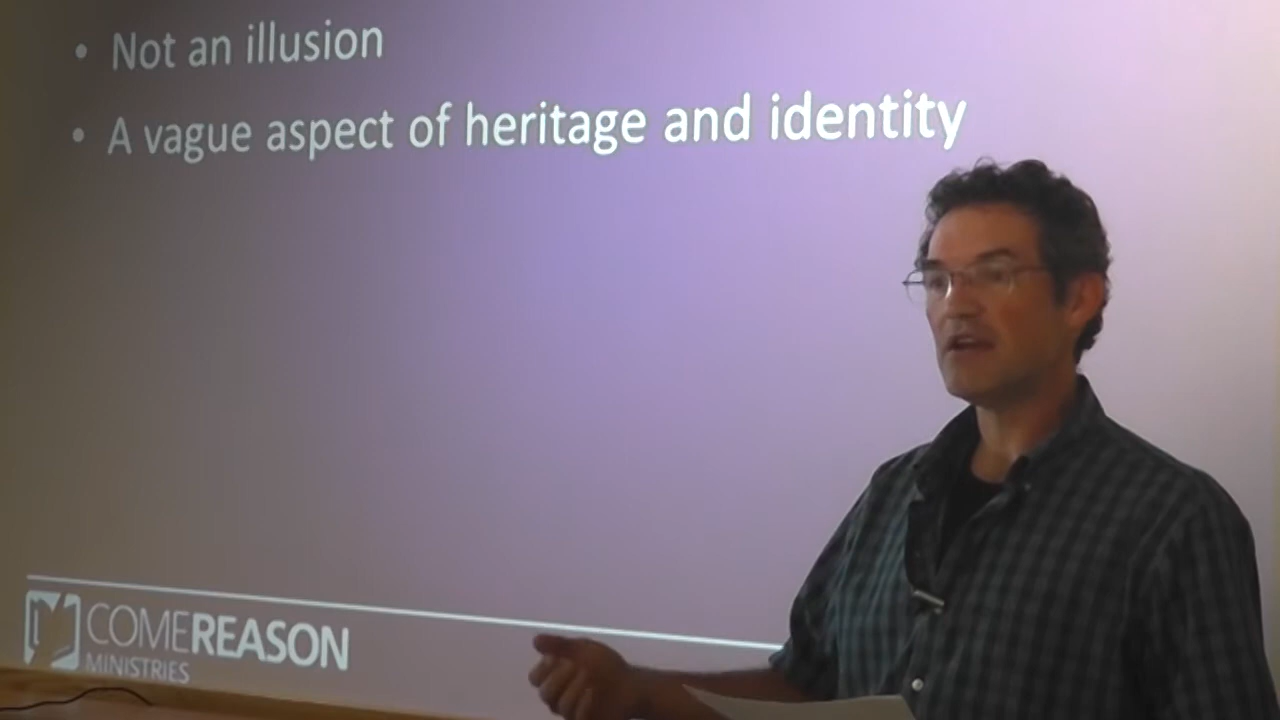 • Not an illusion
• A vague aspect of heritage and identity
COMEREASON
MINISTRIES